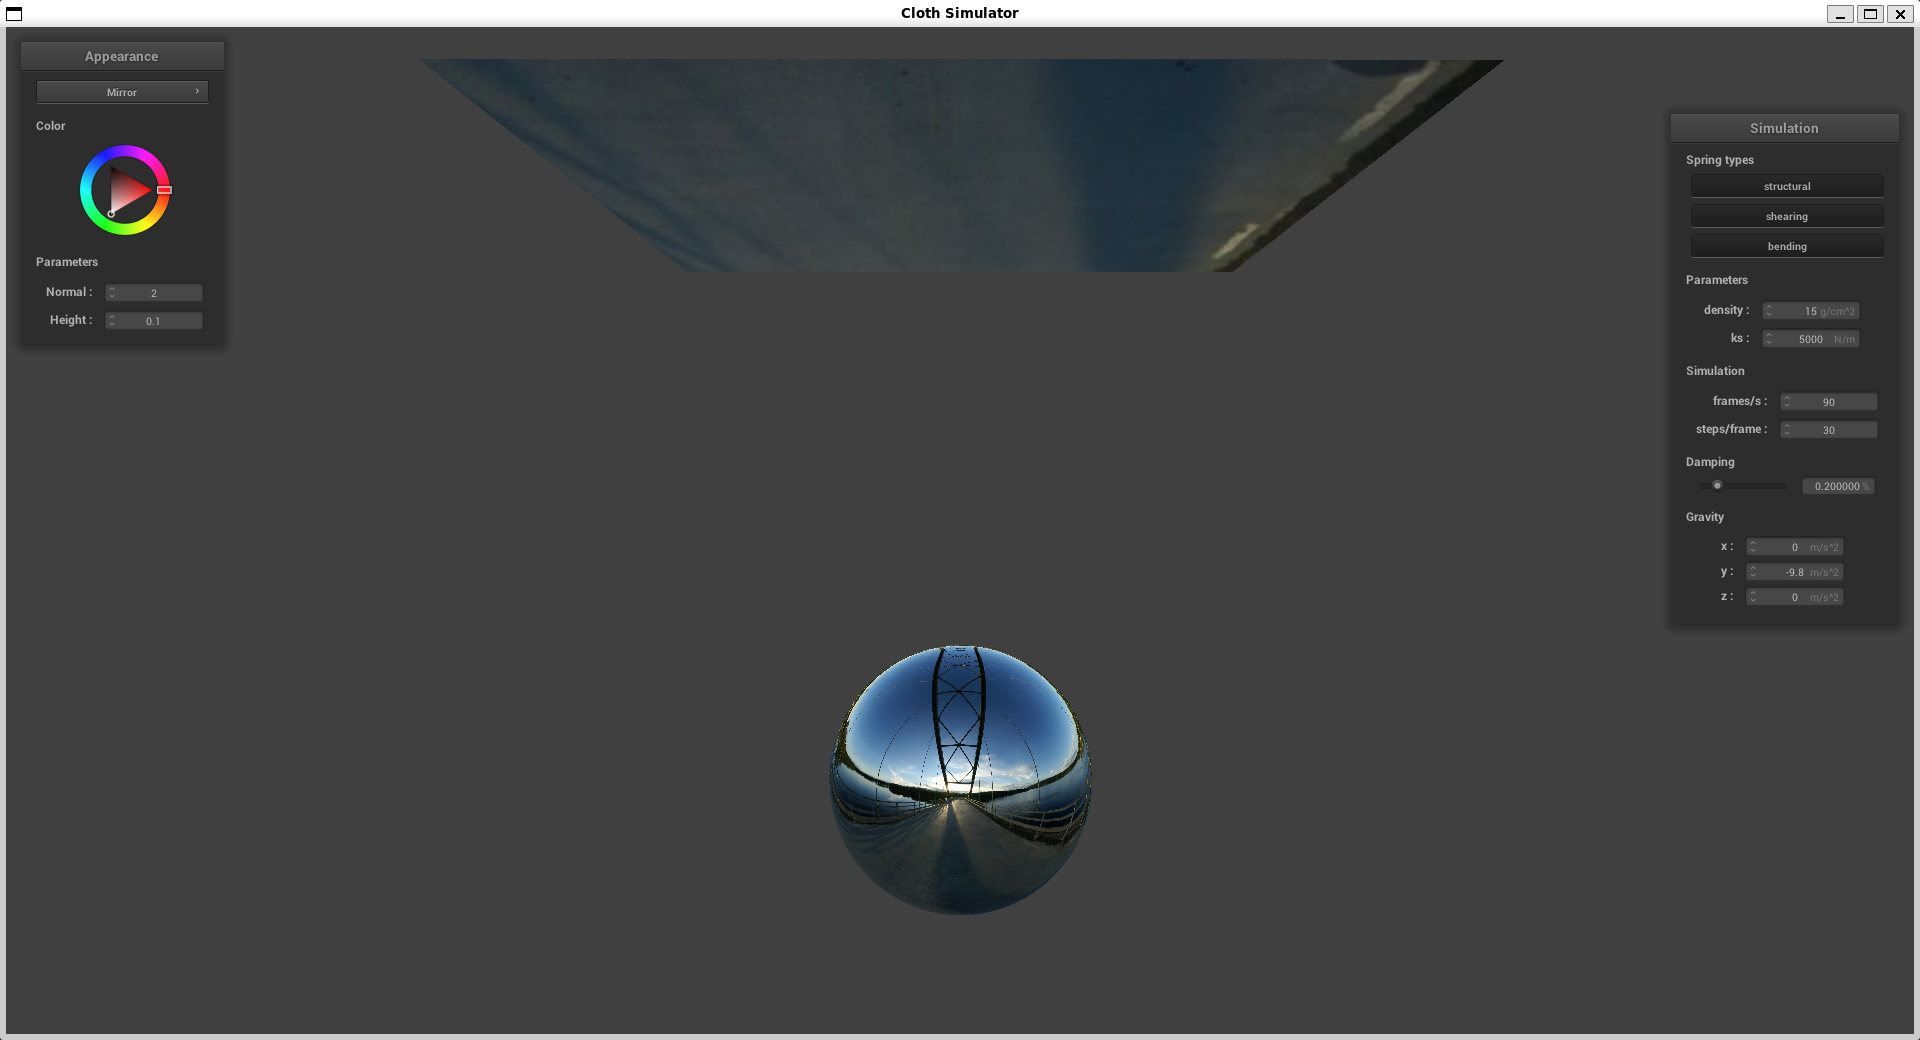 Cloth Simulator
Appearance
Mirror
Color
Parameters
Normal : 2
Height : 0.1
Simulation
Spring types
structural
shearing
bending
Parameters
density : 15 g/cm^2
ks : 5000 N/m
Simulation
frames/s : 90
steps/frame : 30
Damping
0.200000 %
Gravity
x : 0 m/s^2
y : -9.8 m/s^2
z : 0 m/s^2